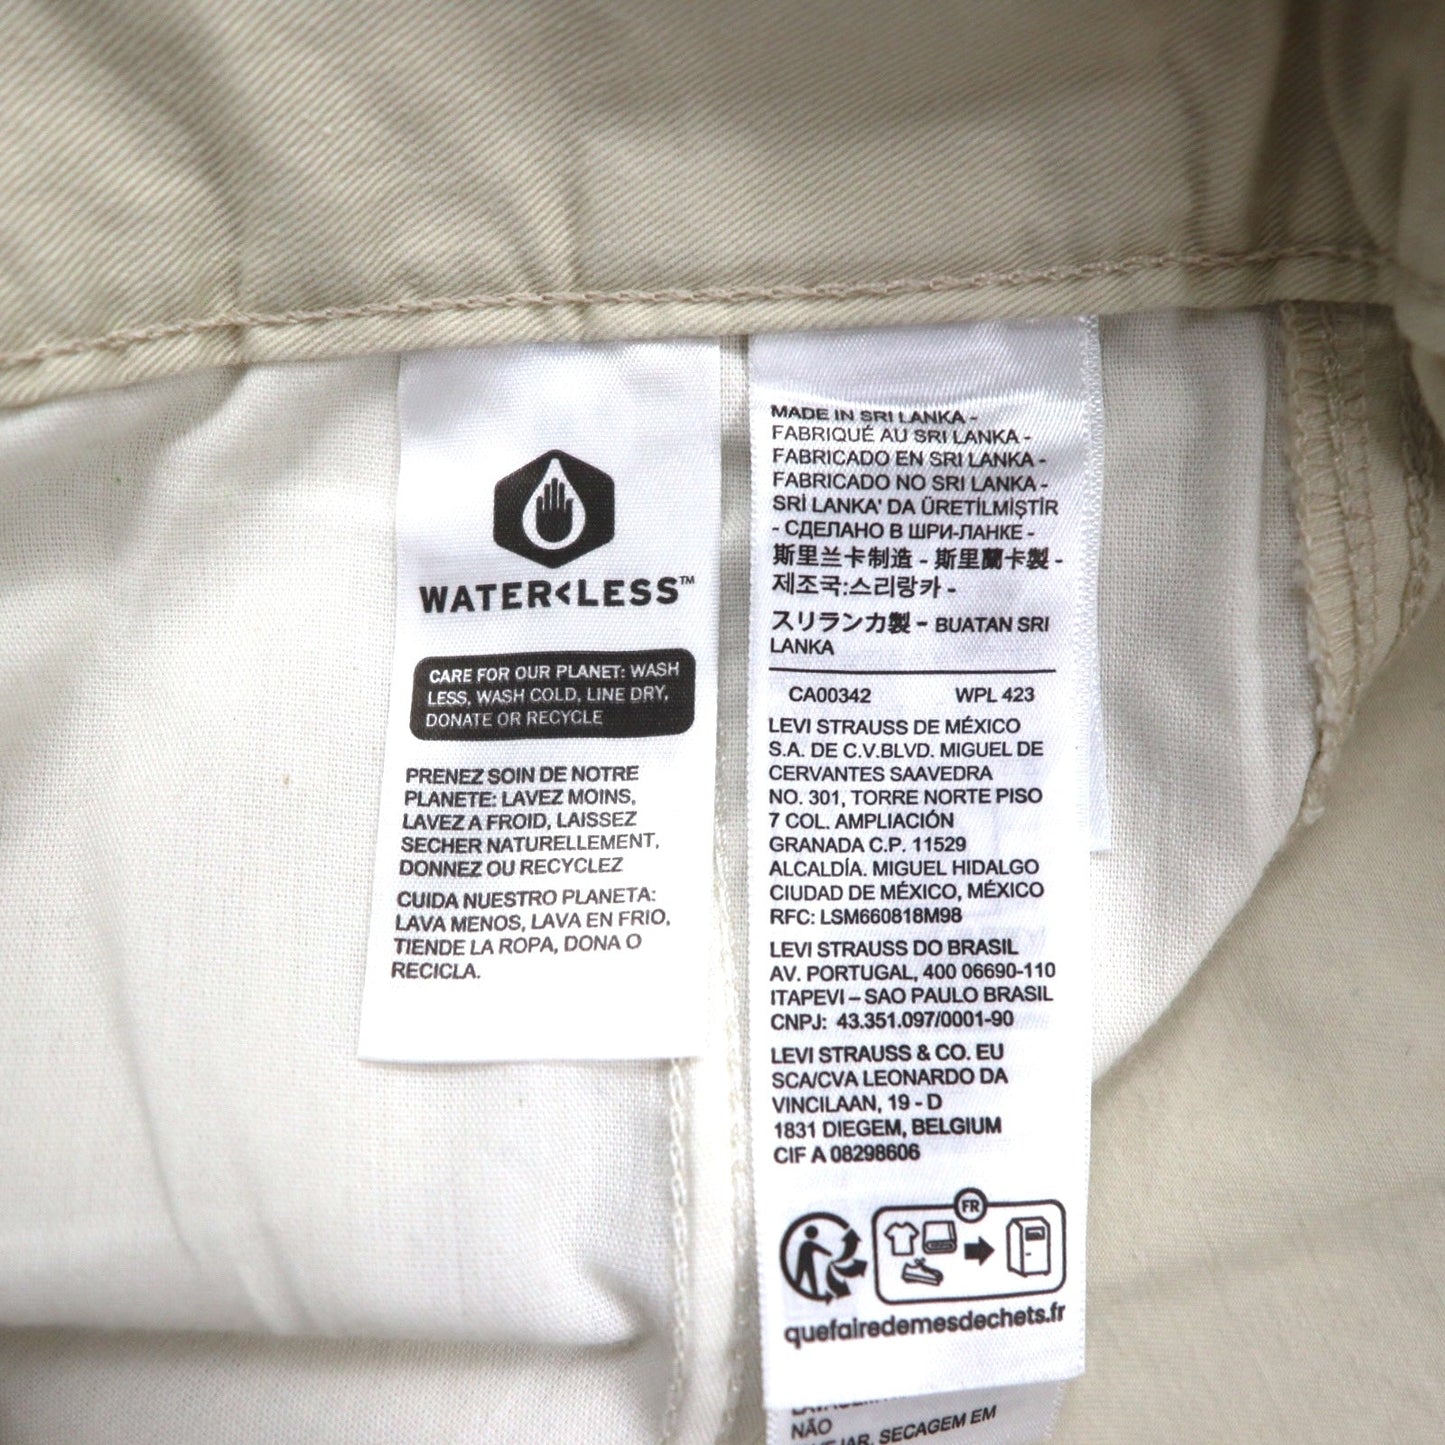 WATER<LESS™
CARE FOR OUR PLANET: WASH
LESS, WASH COLD, LINE DRY,
DONATE OR RECYCLE
PRENEZ SOIN DE NOTRE
PLANETE: LAVEZ MOINS,
LAVEZ A FROID, LAISSEZ
SECHER NATURELLEMENT,
DONNEZ OU RECYCLEZ
CUIDA NUESTRO PLANETA:
LAVA MENOS, LAVA EN FRIO,
TIENDE LA ROPA, DONA O
RECICLA.
MADE IN SRI LANKA -
FABRIQUÉ AU SRI LANKA -
FABRICADO EN SRI LANKA -
FABRICADO NO SRI LANKA -
SRİ LANKA' DA ÜRETİLMİŞTİR
- СДЕЛАНО В ШРИ-ЛАНКЕ -
斯里兰卡制造 - 斯里蘭卡製 -
제조국:스리랑카 -
スリランカ製 - BUATAN SRI
LANKA
CA00342 WPL 423
LEVI STRAUSS DE MÉXICO
S.A. DE C.V.BLVD. MIGUEL DE
CERVANTES SAAVEDRA
NO. 301, TORRE NORTE PISO
7 COL. AMPLIACIÓN
GRANADA C.P. 11529
ALCALDÍA. MIGUEL HIDALGO
CIUDAD DE MÉXICO, MÉXICO
RFC: LSM660818M98
LEVI STRAUSS DO BRASIL
AV. PORTUGAL, 400 06690-110
ITAPEVI – SAO PAULO BRASIL
CNPJ: 43.351.097/0001-90
LEVI STRAUSS & CO. EU
SCA/CVA LEONARDO DA
VINCILAAN, 19 - D
1831 DIEGEM, BELGIUM
CIF A 08298606
FR
quefairedemesdechets.fr
NÃO
SECAGEM EM